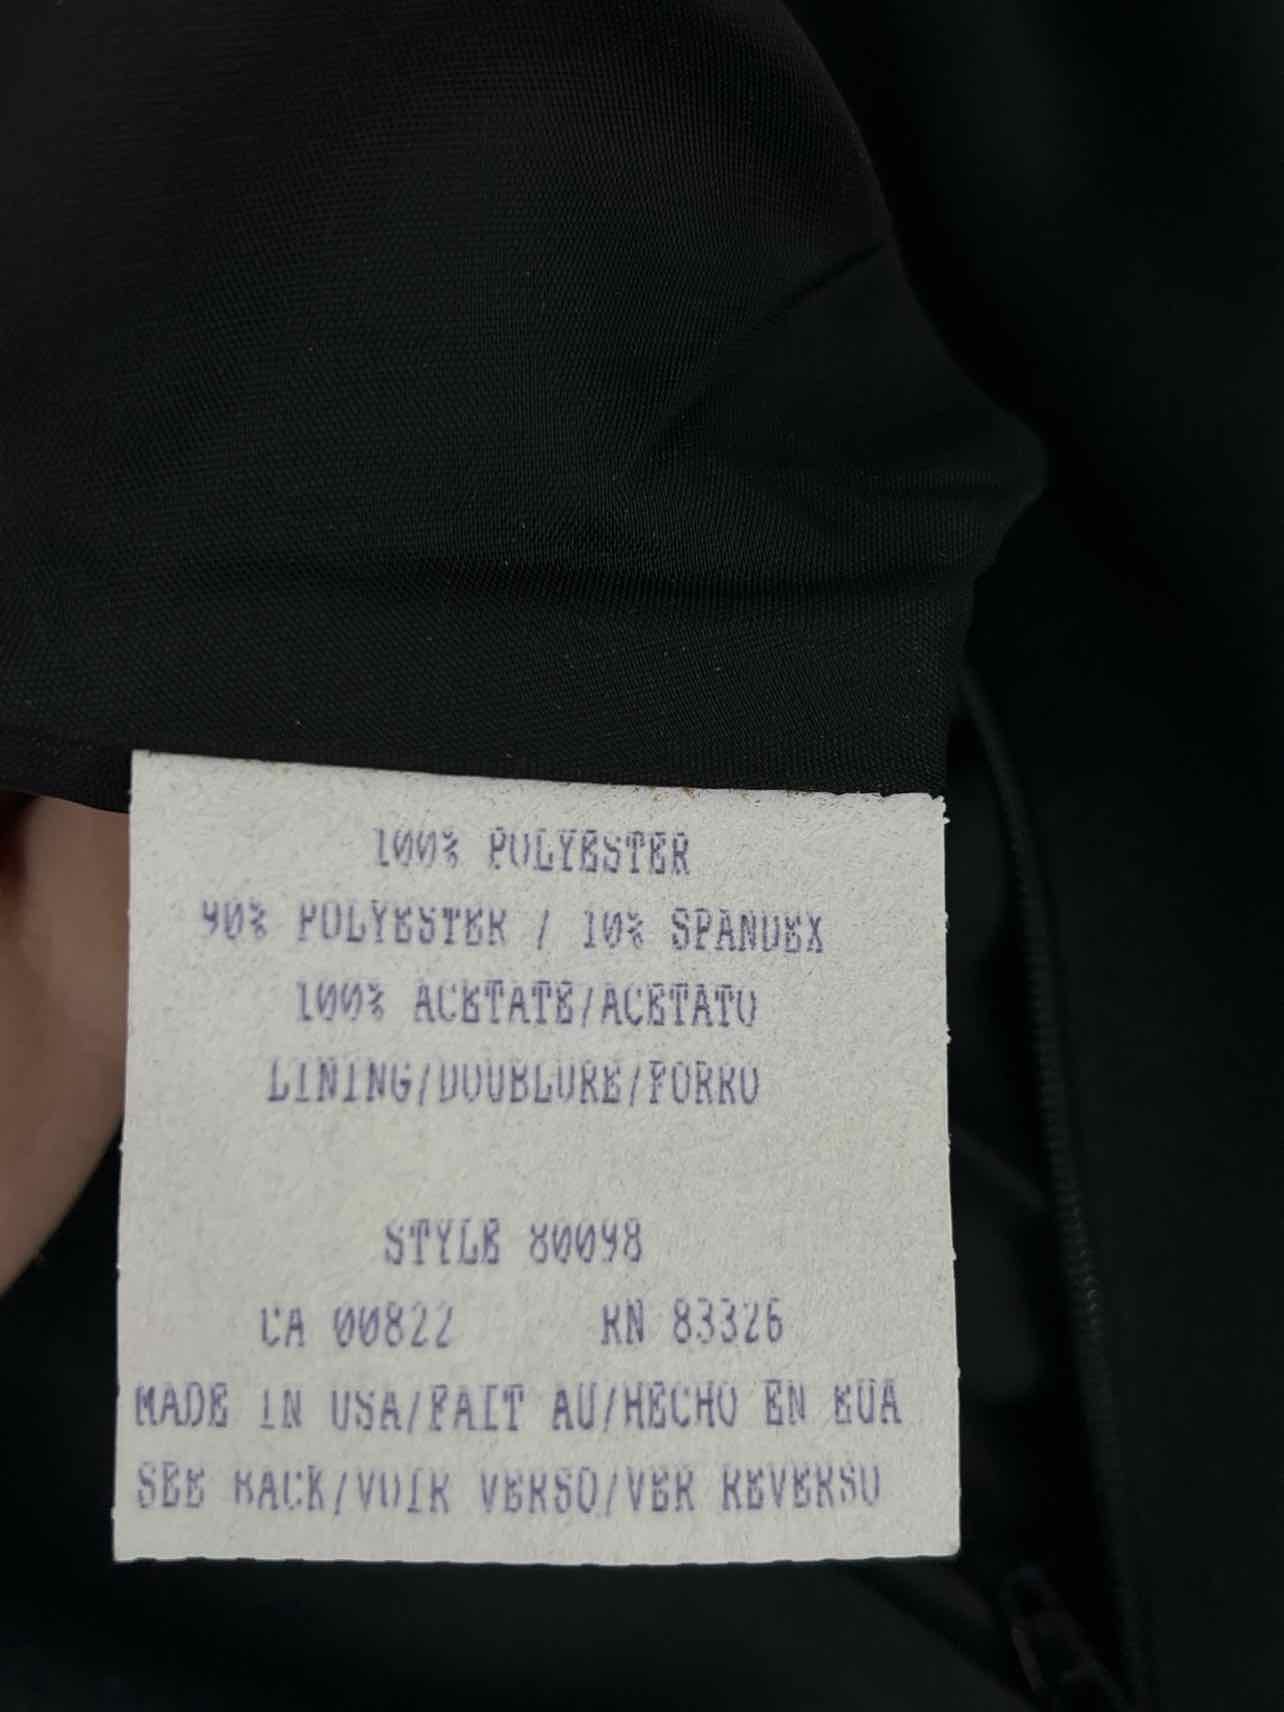 100% POLYESTER
90% POLYESTER / 10% SPANDEX
100% ACETATE/ACETATO
LINING/DOUBLURE/FORRO
STYLE 80098
CA 00822 RN 83326
MADE IN USA/FAIT AU/HECHO EN EUA
SEE BACK/VOIR VERSO/VER REVERSO